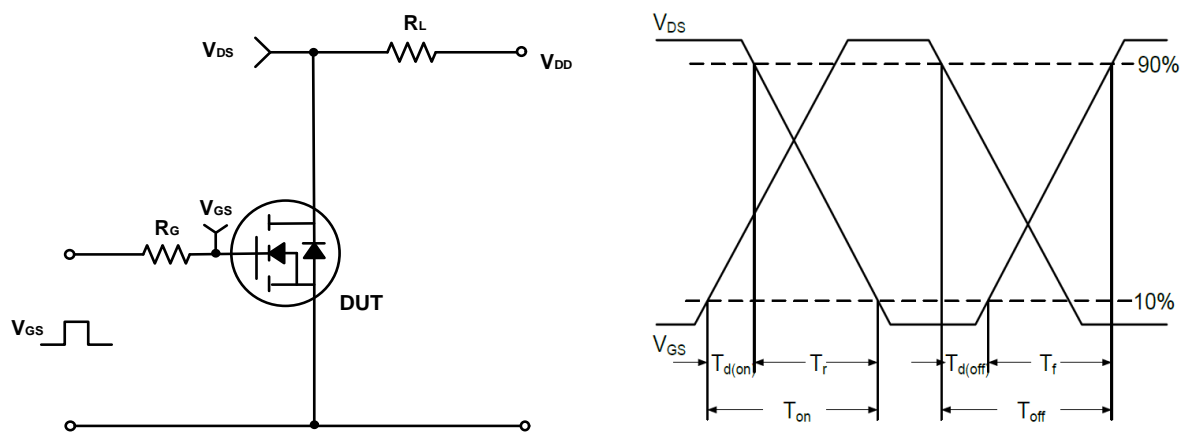 RL
VDS
VDD
VGS
RG
DUT
VGS
VDS
90%
10%
VGS
Td(on)
Tr
Td(off)
Tf
Ton
Toff